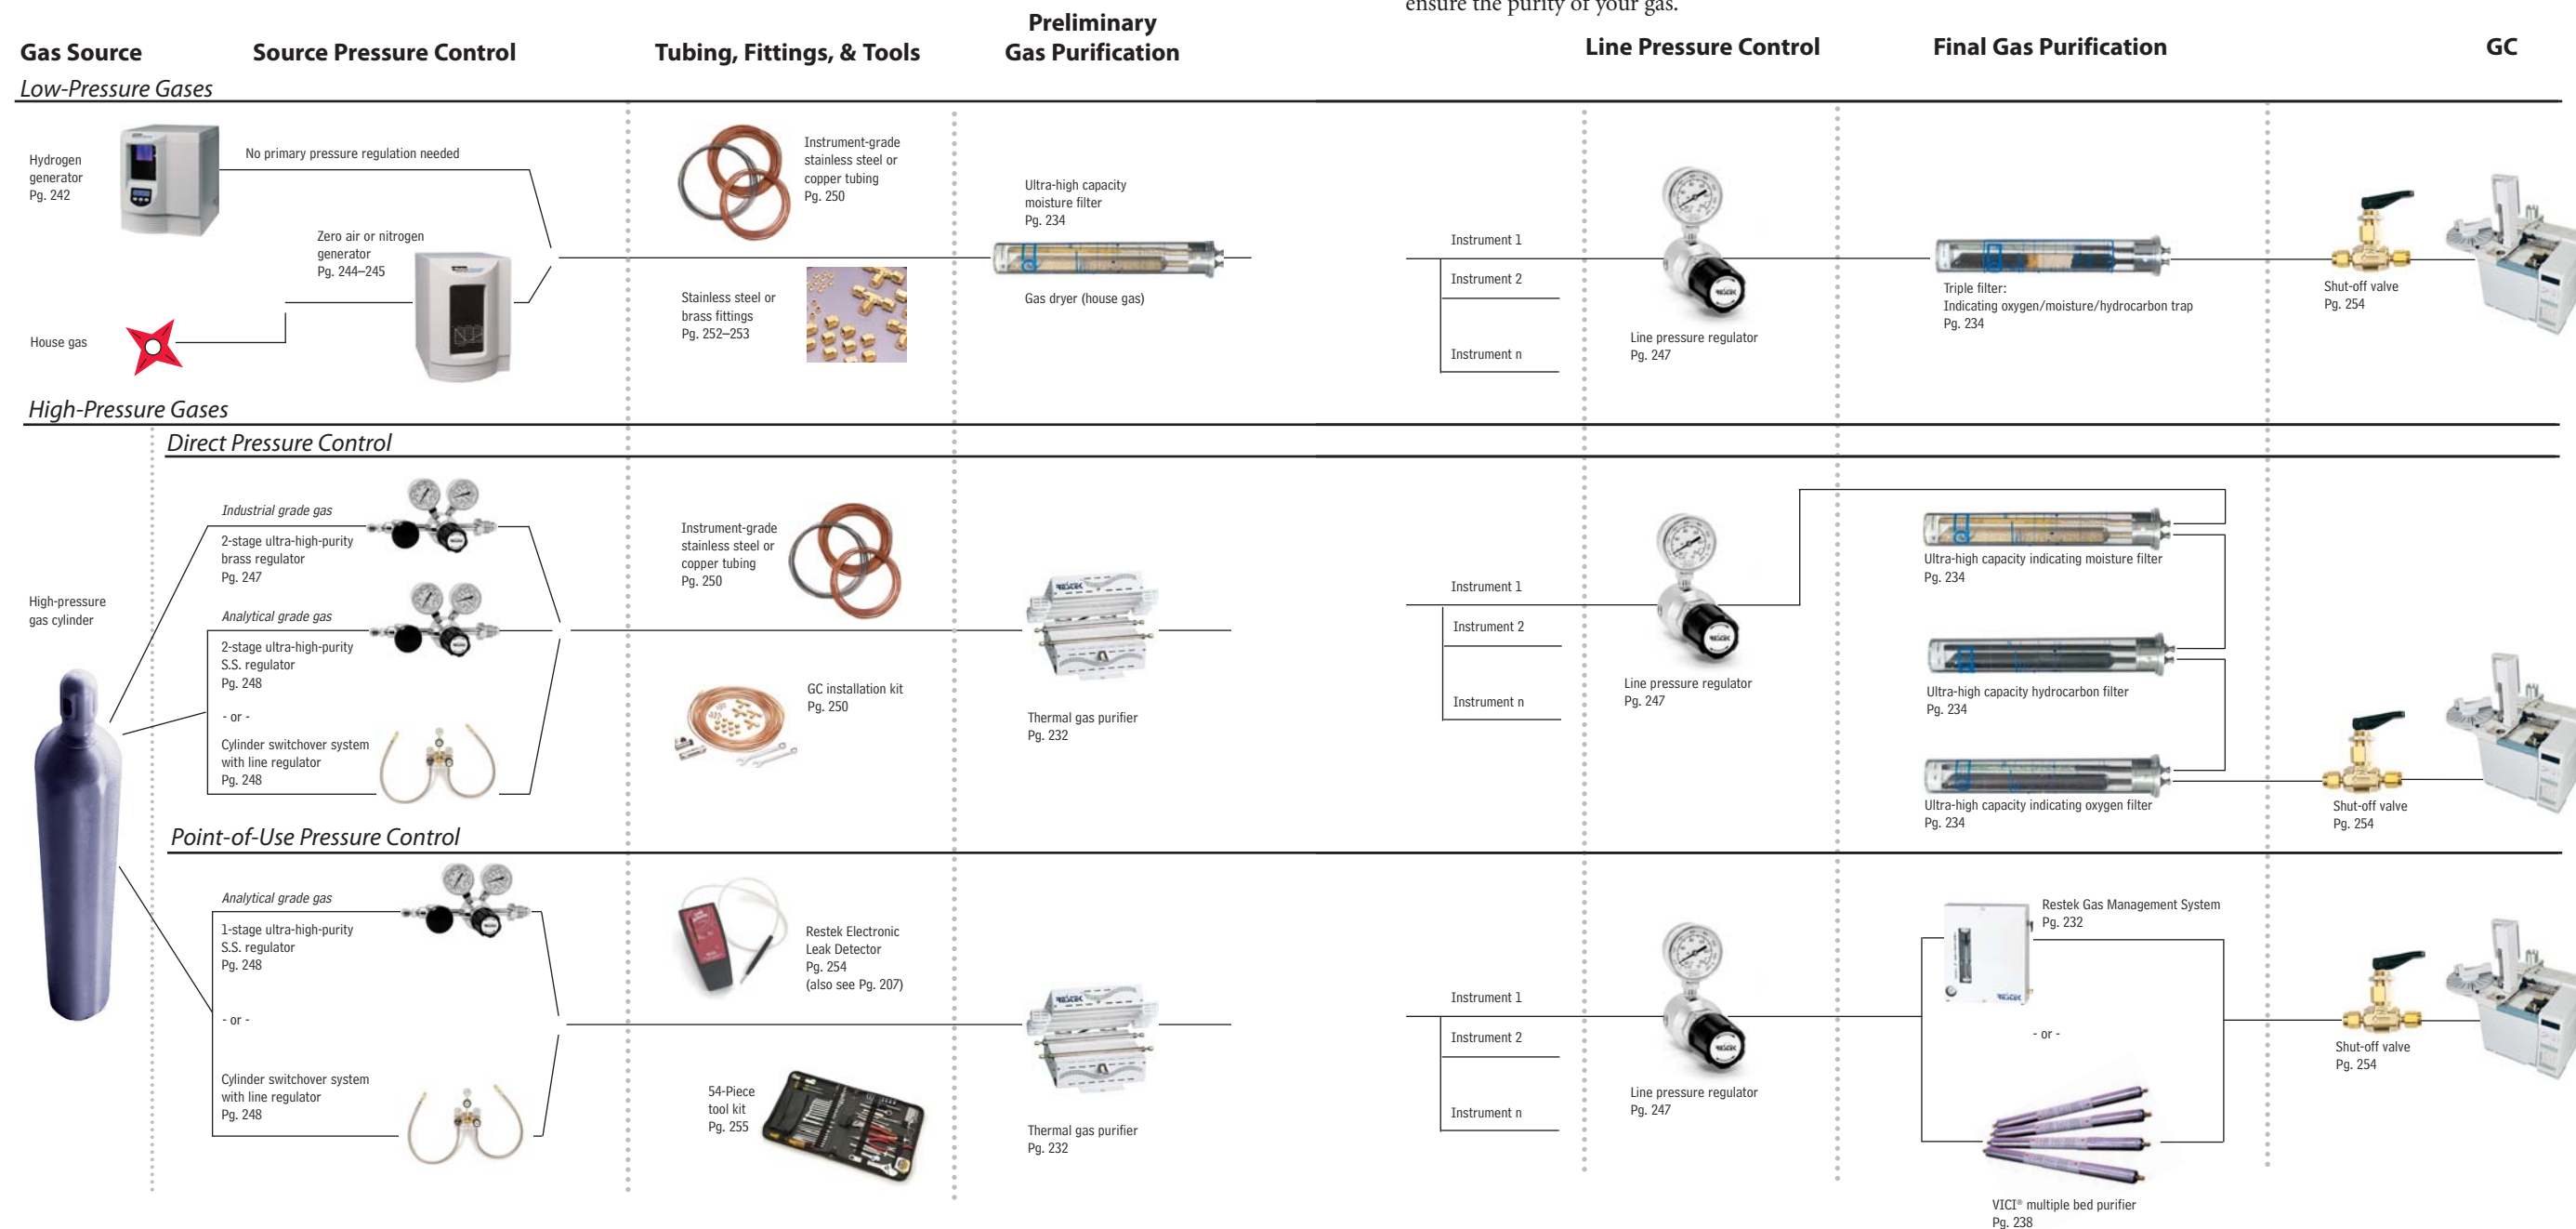 ensure the purity of your gas.
Gas Source
Source Pressure Control
Tubing, Fittings, & Tools
Preliminary
Gas Purification
Line Pressure Control
Final Gas Purification
GC
Low-Pressure Gases
Hydrogen
generator
Pg. 242
No primary pressure regulation needed
Zero air or nitrogen
generator
Pg. 244–245
House gas
Instrument-grade
stainless steel or
copper tubing
Pg. 250
Stainless steel or
brass fittings
Pg. 252–253
Ultra-high capacity
moisture filter
Pg. 234
Gas dryer (house gas)
Instrument 1
Instrument 2
Instrument n
Line pressure regulator
Pg. 247
Triple filter:
Indicating oxygen/moisture/hydrocarbon trap
Pg. 234
Shut-off valve
Pg. 254
High-Pressure Gases
Direct Pressure Control
High-pressure
gas cylinder
Industrial grade gas
2-stage ultra-high-purity
brass regulator
Pg. 247
Analytical grade gas
2-stage ultra-high-purity
S.S. regulator
Pg. 248
- or -
Cylinder switchover system
with line regulator
Pg. 248
Instrument-grade
stainless steel or
copper tubing
Pg. 250
GC installation kit
Pg. 250
RESTEK
Thermal gas purifier
Pg. 232
Instrument 1
Instrument 2
Instrument n
RESTEK
Line pressure regulator
Pg. 247
Ultra-high capacity indicating moisture filter
Pg. 234
Ultra-high capacity hydrocarbon filter
Pg. 234
Ultra-high capacity indicating oxygen filter
Pg. 234
Shut-off valve
Pg. 254
Point-of-Use Pressure Control
Analytical grade gas
1-stage ultra-high-purity
S.S. regulator
Pg. 248
- or -
Cylinder switchover system
with line regulator
Pg. 248
Restek Electronic
Leak Detector
Pg. 254
(also see Pg. 207)
54-Piece
tool kit
Pg. 255
RESTEK
Thermal gas purifier
Pg. 232
Instrument 1
Instrument 2
Instrument n
RESTEK
Line pressure regulator
Pg. 247
Restek Gas Management System
Pg. 232
RESTEK
- or -
VICI® multiple bed purifier
Pg. 238
Shut-off valve
Pg. 254